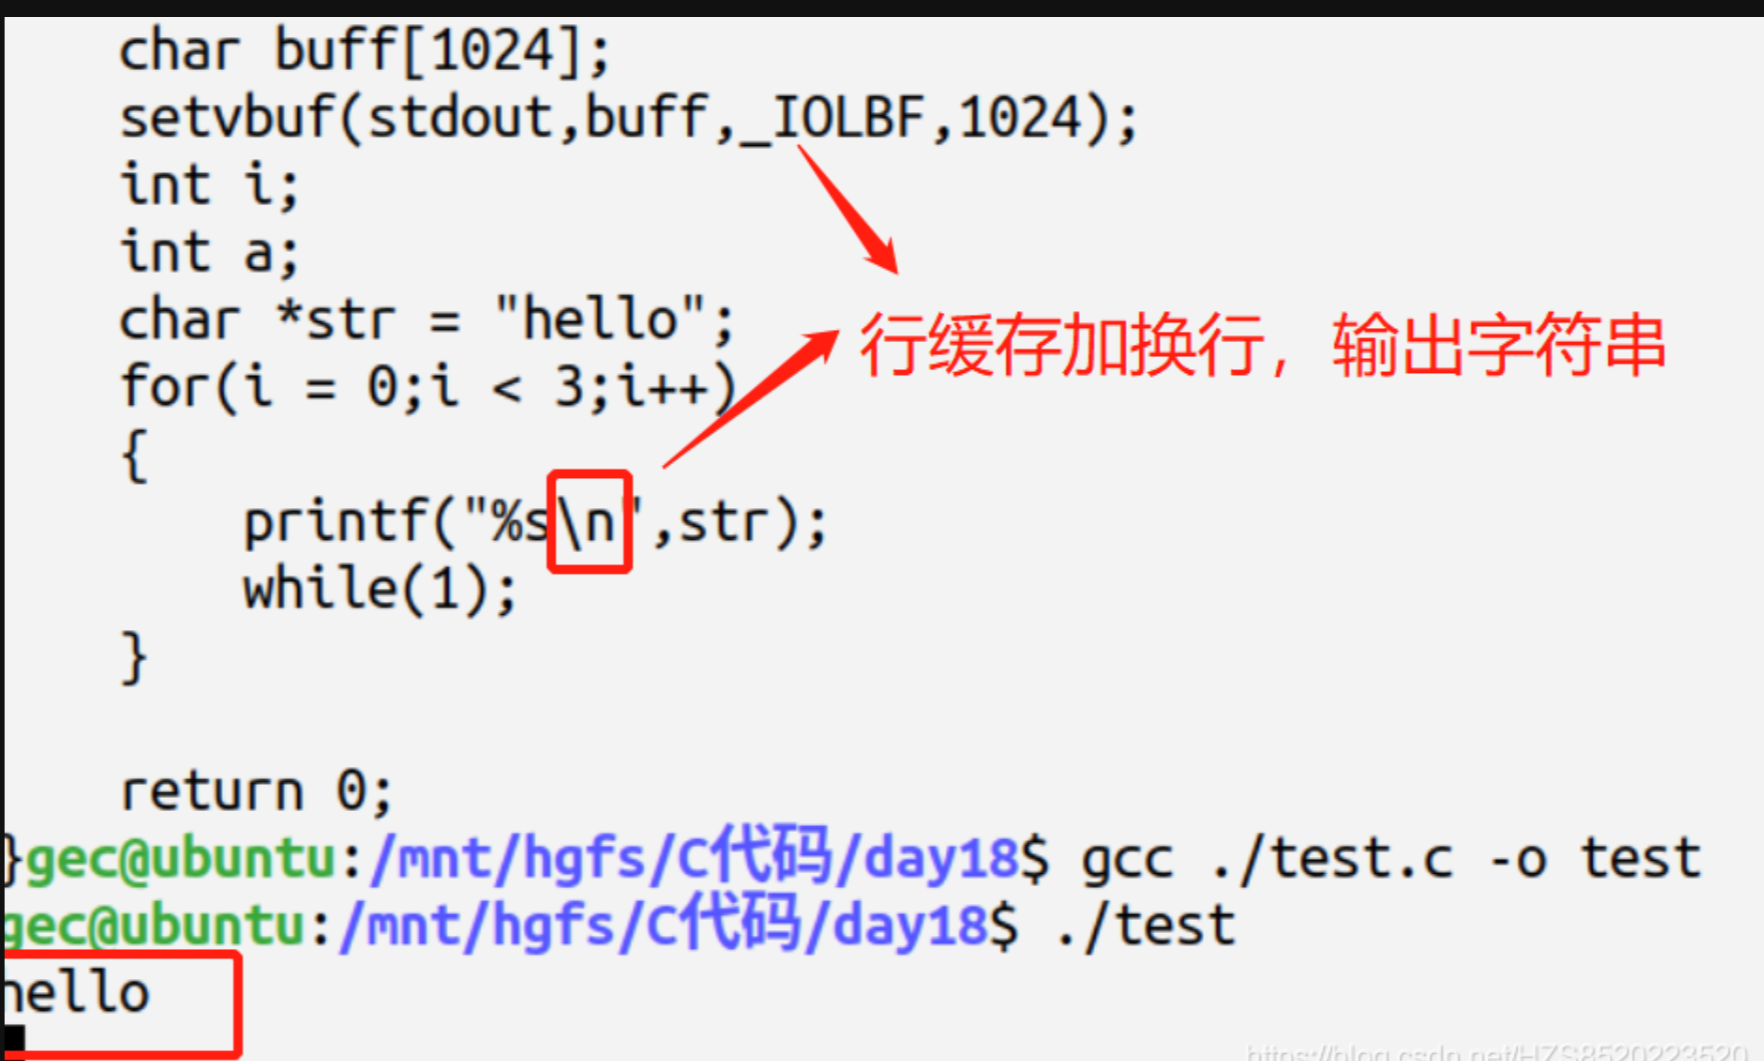 char buff[1024];
setvbuf(stdout,buff,_IOLBF,1024);
int i;
int a;
char *str = "hello";
行缓存加换行，输出字符串
for(i = 0;i < 3;i++)
{
printf("%s\n",str);
while(1);
}
return 0;
}gec@ubuntu:/mnt/hgfs/C代码/day18$ gcc ./test.c -o test
gec@ubuntu:/mnt/hgfs/C代码/day18$ ./test
hello
https://blog.csdn.net/HZS8520223520